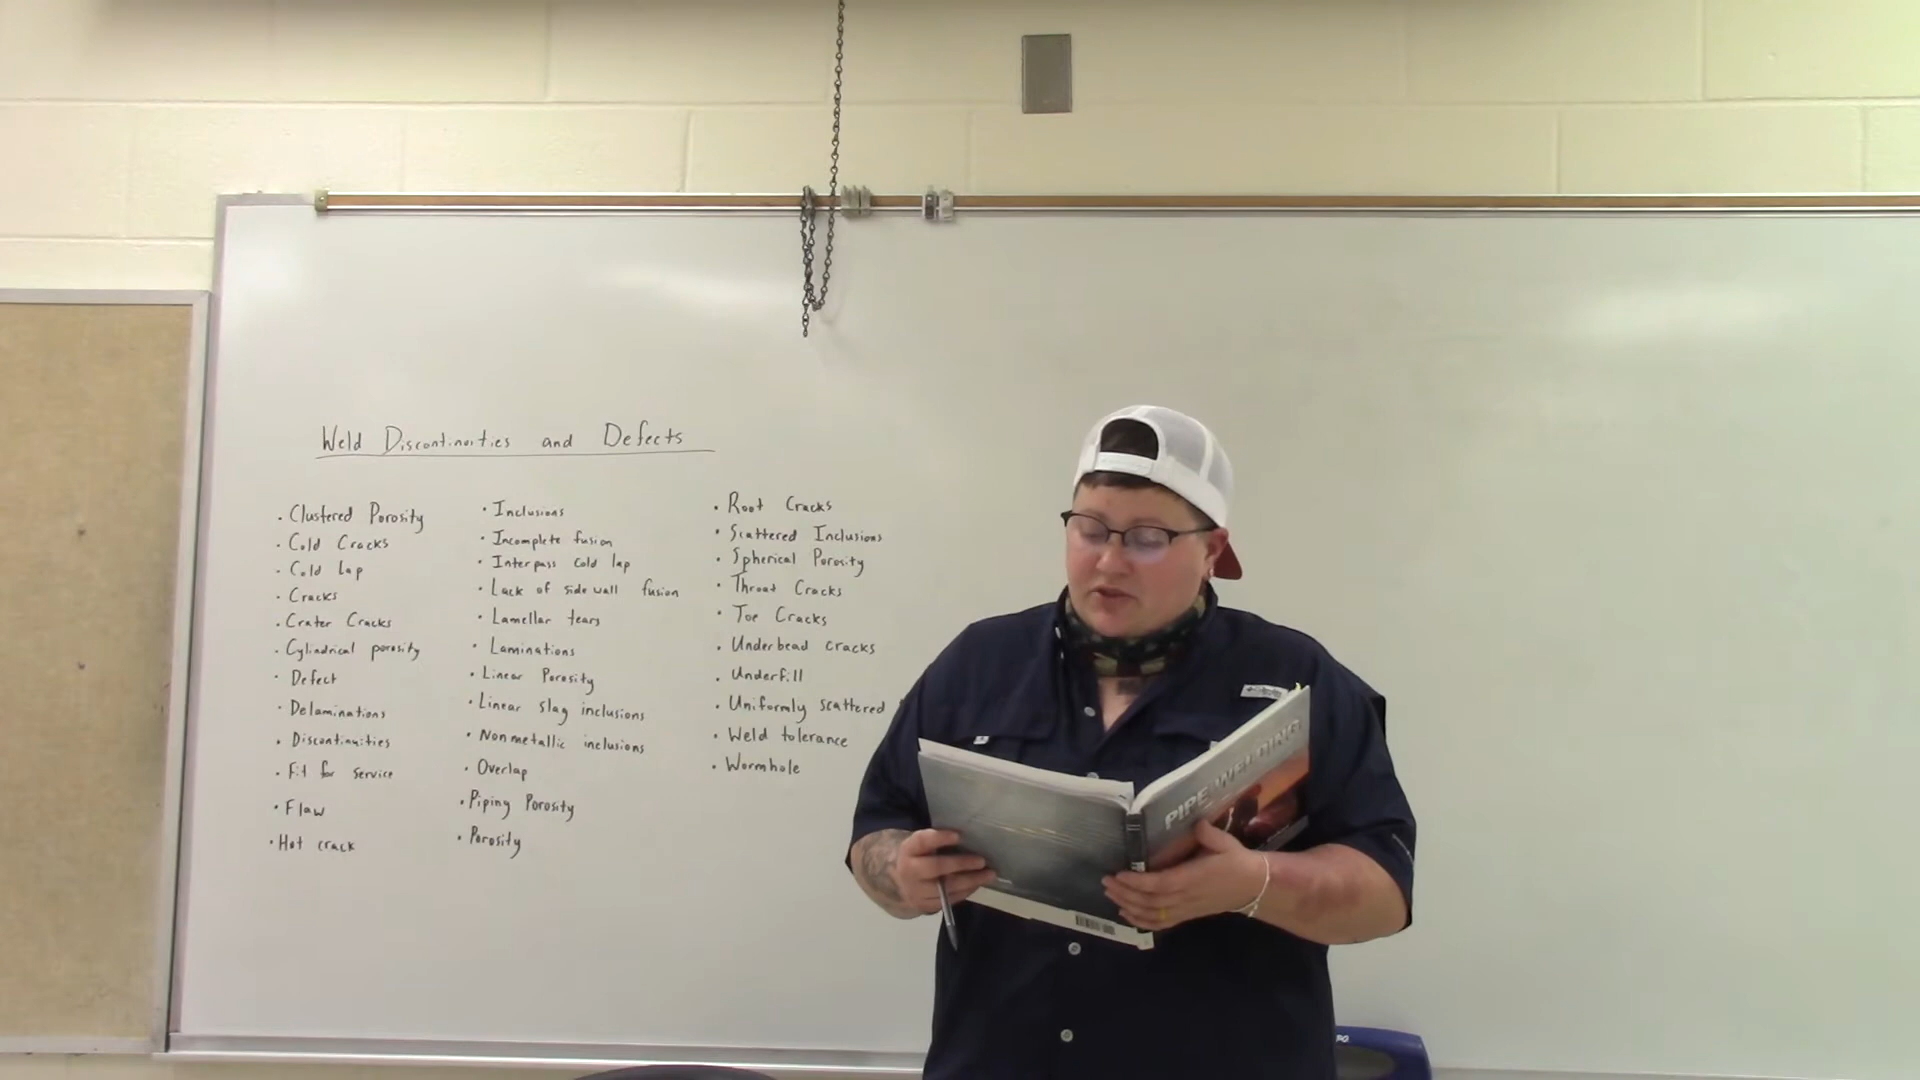 Weld Discontinuities and Defects
· Clustered Porosity
· Cold Cracks
· Cold Lap
· Cracks
· Crater Cracks
· Cylindrical porosity
· Defect
· Delaminations
· Discontinuities
· Fit for service
· Flaw
· Hot crack
· Inclusions
· Incomplete fusion
· Interpass cold lap
· Lack of side wall fusion
· Lamellar tears
· Laminations
· Linear Porosity
· Linear slag inclusions
· Nonmetallic inclusions
· Overlap
· Piping Porosity
· Porosity
· Root Cracks
· Scattered Inclusions
· Spherical Porosity
· Throat Cracks
· Toe Cracks
· Underbead cracks
· Underfill
· Uniformly scattered
· Weld tolerance
· Wormhole
PIPE WELDING